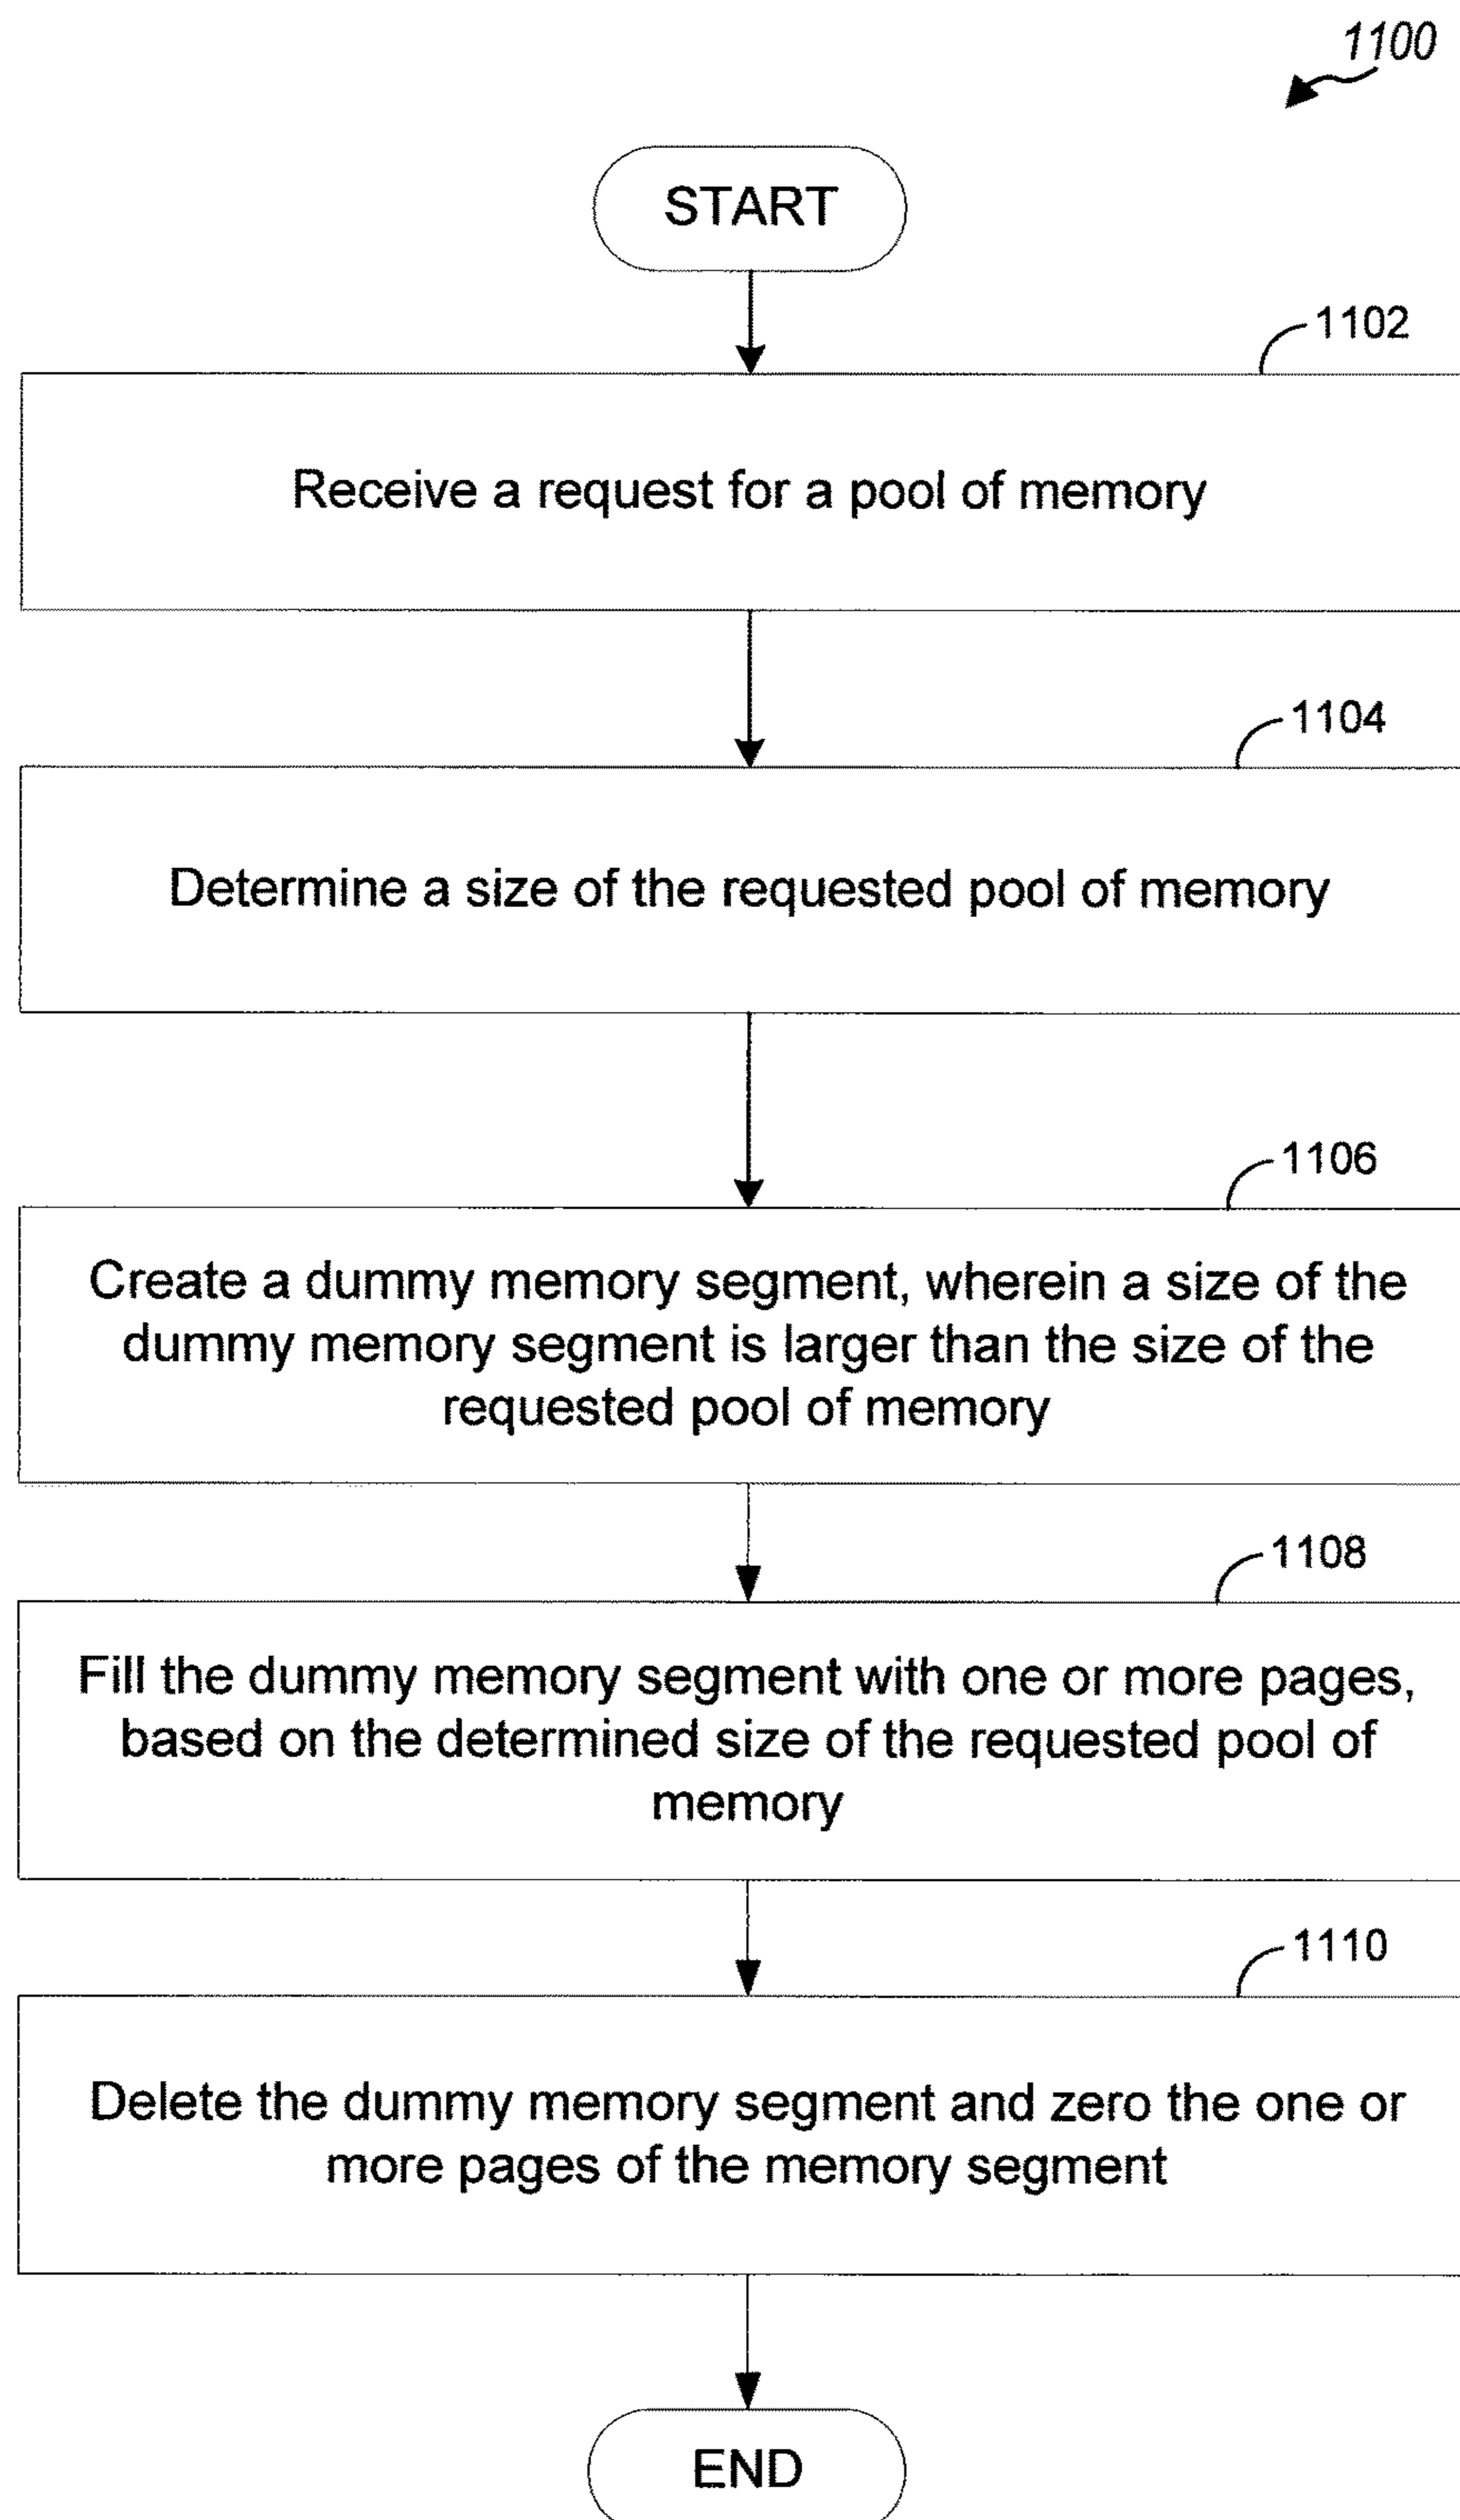 1100
START
1102
Receive a request for a pool of memory
1104
Determine a size of the requested pool of memory
1106
Create a dummy memory segment, wherein a size of the
dummy memory segment is larger than the size of the
requested pool of memory
1108
Fill the dummy memory segment with one or more pages,
based on the determined size of the requested pool of
memory
1110
Delete the dummy memory segment and zero the one or
more pages of the memory segment
END